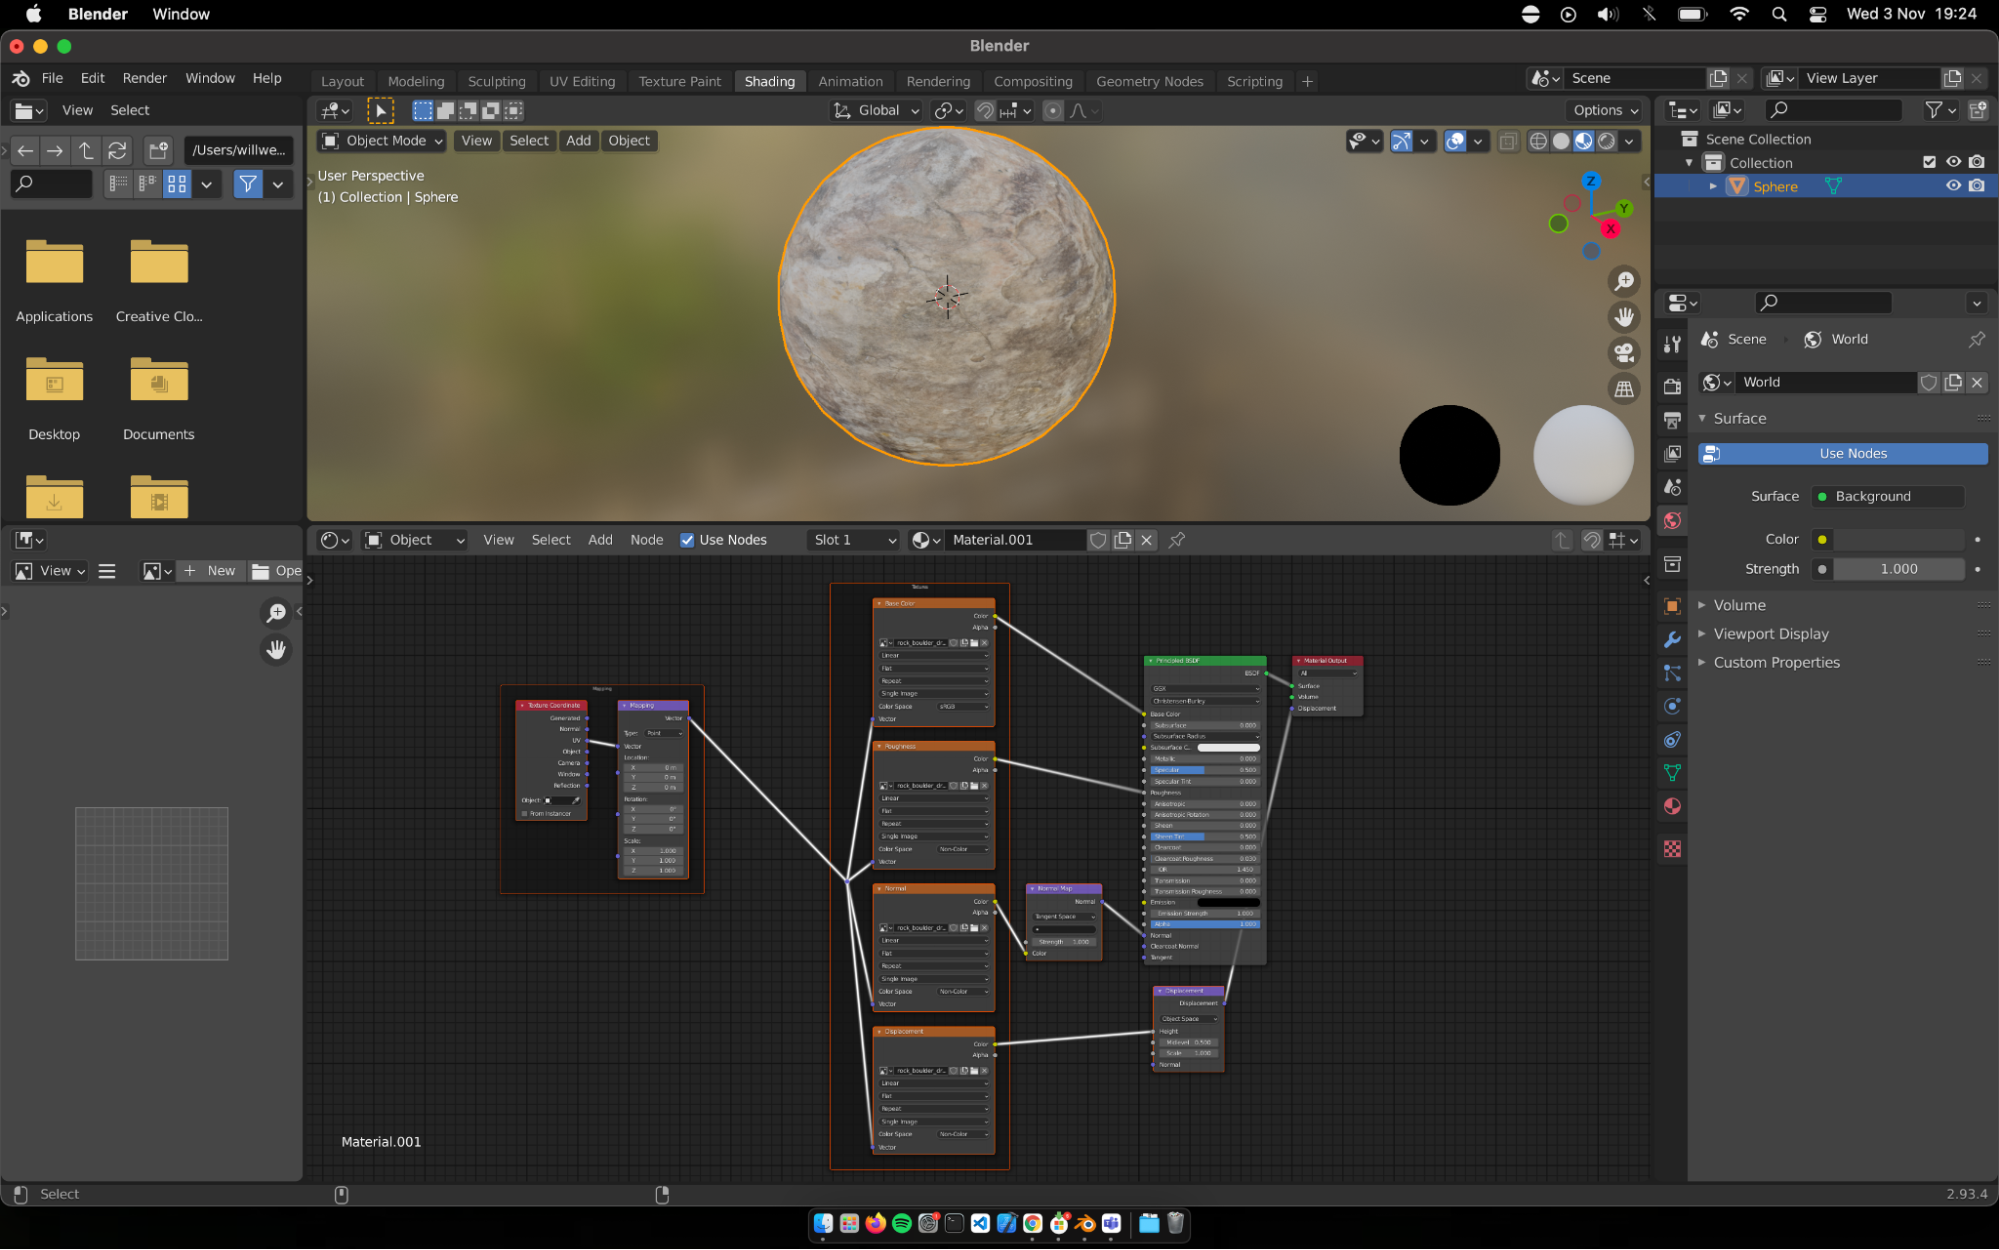 Blender Window
Wed 3 Nov 19:24
Blender
File Edit Render Window Help
Layout Modeling Sculpting UV Editing Texture Paint Shading Animation Rendering Compositing Geometry Nodes Scripting +
Scene
View Layer
View Select
Global
Options
/Users/willwe...
Object Mode View Select Add Object
User Perspective
(1) Collection | Sphere
Z
Y
X
Applications
Creative Clo...
Desktop
Documents
Scene Collection
Collection
Sphere
Scene World
World
Surface
Use Nodes
Surface Background
Color
Strength 1.000
Volume
Viewport Display
Custom Properties
Object View Select Add Node Use Nodes Slot 1 Material.001
View + New Ope
Mapping
Texture Coordinate
Generated
Normal
UV
Object
Camera
Window
Reflection
Object:
From Instancer
Mapping
Vector
Type: Point
Vector
Location:
X 0 m
Y 0 m
Z 0 m
Rotation:
X 0°
Y 0°
Z 0°
Scale:
X 1.000
Y 1.000
Z 1.000
Base Color
Color
Alpha
rock_boulder_dr...
Linear
Flat
Repeat
Single Image
Color Space sRGB
Vector
Roughness
Color
Alpha
rock_boulder_dr...
Linear
Flat
Repeat
Single Image
Color Space Non-Color
Vector
Normal
Color
Alpha
rock_boulder_dr...
Linear
Flat
Repeat
Single Image
Color Space Non-Color
Vector
Displacement
Color
Alpha
rock_boulder_dr...
Linear
Flat
Repeat
Single Image
Color Space Non-Color
Vector
Normal Map
Normal
Tangent Space
Strength 1.000
Color
Principled BSDF
BSDF
GGX
Christensen-Burley
Base Color
Subsurface 0.000
Subsurface Radius
Subsurface C..
Metallic 0.000
Specular 0.500
Specular Tint 0.000
Roughness
Anisotropic 0.000
Anisotropic Rotation 0.000
Sheen 0.000
Sheen Tint 0.500
Clearcoat 0.000
Clearcoat Roughness 0.030
IOR 1.450
Transmission 0.000
Transmission Roughness 0.000
Emission
Emission Strength 1.000
Alpha 1.000
Normal
Clearcoat Normal
Tangent
Material Output
All
Surface
Volume
Displacement
Displacement
Displacement
Object Space
Height
Midlevel 0.500
Scale 1.000
Normal
Material.001
Select
2.93.4